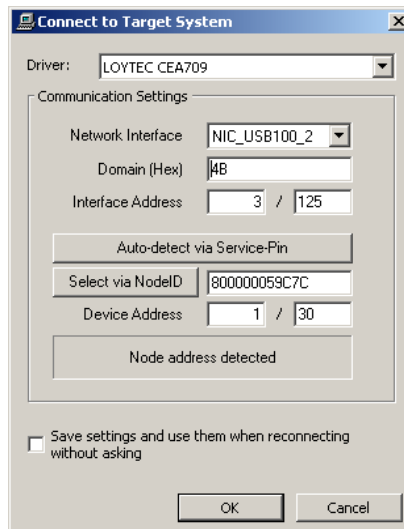 Connect to Target System
Driver: LOYTEC CEA709
Communication Settings
Network Interface NIC_USB100_2
Domain (Hex) 4B
Interface Address 3 / 125
Auto-detect via Service-Pin
Select via NodeID 800000059C7C
Device Address 1 / 30
Node address detected
Save settings and use them when reconnecting
without asking
OK Cancel